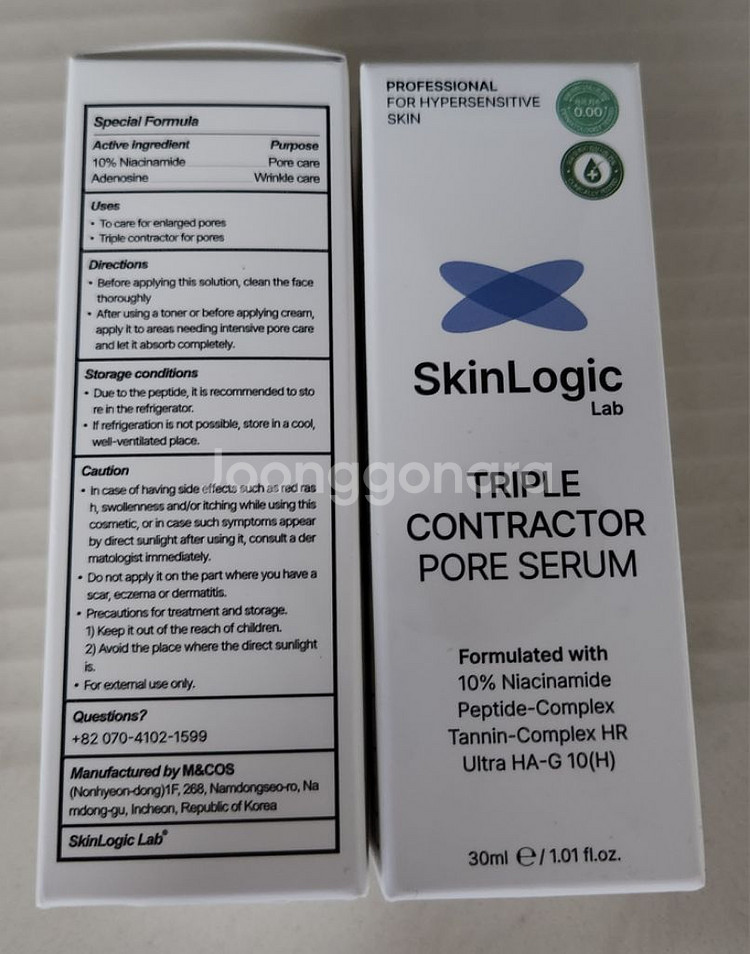 Special Formula
Active ingredient Purpose
10% Niacinamide Pore care
Adenosine Wrinkle care
Uses
• To care for enlarged pores
• Triple contractor for pores
Directions
• Before applying this solution, clean the face
thoroughly
• After using a toner or before applying cream,
apply it to areas needing intensive pore care
and let it absorb completely.
Storage conditions
• Due to the peptide, it is recommended to sto
re in the refrigerator.
• If refrigeration is not possible, store in a cool,
well-ventilated place.
Caution
• In case of having side effects such as red ras
h, swollenness and/or itching while using this
cosmetic, or in case such symptoms appear
by direct sunlight after using it, consult a der
matologist immediately.
• Do not apply it on the part where you have a
scar, eczema or dermatitis.
• Precautions for treatment and storage.
1) Keep it out of the reach of children.
2) Avoid the place where the direct sunlight
is.
• For external use only.
Questions?
+82 070-4102-1599
Manufactured by M&COS
(Nonhyeon-dong)1F, 268, Namdongseo-ro, Na
mdong-gu, Incheon, Republic of Korea
SkinLogic Lab®
PROFESSIONAL
FOR HYPERSENSITIVE
SKIN
0.00
SkinLogic
Lab
TRIPLE
CONTRACTOR
PORE SERUM
Formulated with
10% Niacinamide
Peptide-Complex
Tannin-Complex HR
Ultra HA-G 10(H)
30ml ℮ / 1.01 fl.oz.
joonggonara